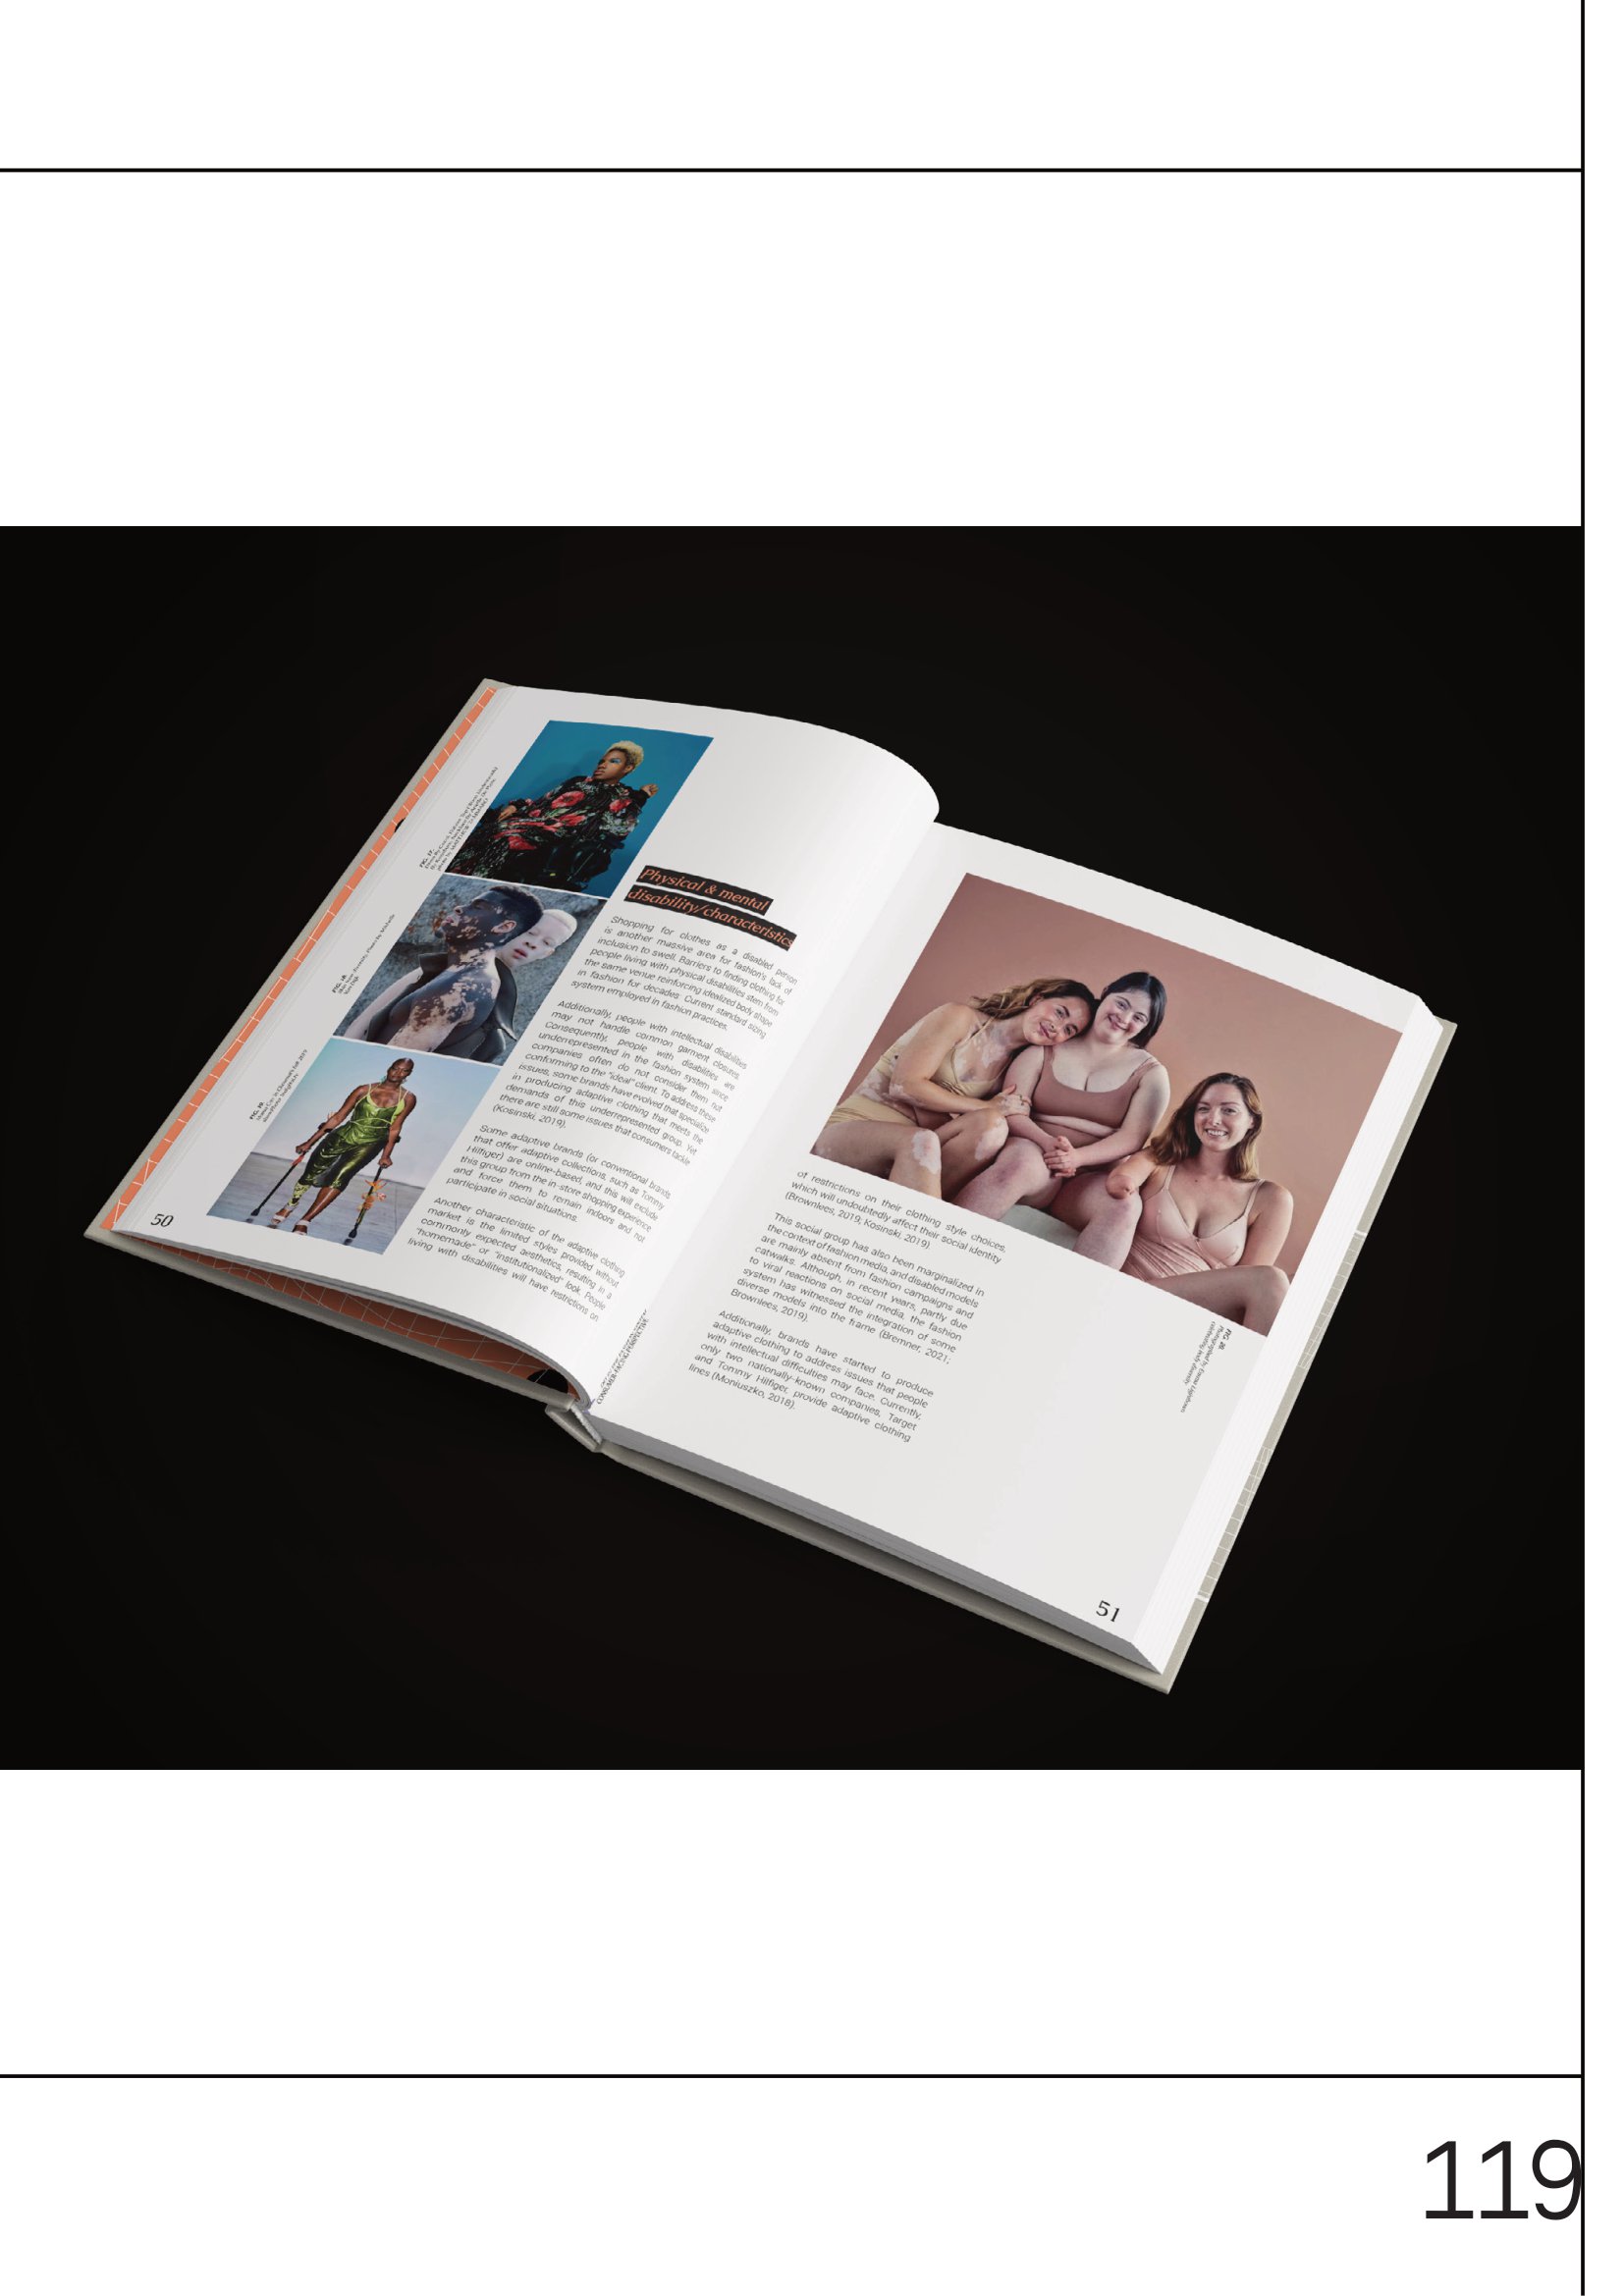 Physical & mental
disability/characteristics
Shopping for clothes as a disabled person
is another massive area for fashion's lack of
inclusion to swell. Barriers to finding clothing for
people living with physical disabilities stem from
the same venue reinforcing idealized body shape
in fashion for decades. Current standard sizing
system employed in fashion practices.
Additionally, people with intellectual disabilities
may not handle common garment closures.
Consequently, people with disabilities are
underrepresented in the fashion system since
companies often do not consider them not
conforming to the "ideal" client. To address these
issues, some brands have evolved that specialize
in producing adaptive clothing that meets the
demands of this underrepresented group. Yet
there are still some issues that consumers tackle
(Kosinski, 2019).
Some adaptive brands (or conventional brands
that offer adaptive collections, such as Tommy
Hilfiger) are online-based, and this will exclude
this group from the in-store shopping experience
and force them to remain indoors and not
participate in social situations.
Another characteristic of the adaptive clothing
market is the limited styles provided without
commonly expected aesthetics, resulting in a
"homemade" or "institutionalized" look. People
living with disabilities will have restrictions on
50
CONSUMER-FACING PERSPECTIVE
of restrictions on their clothing style choices,
which will undoubtedly affect their social identity
(Brownlees, 2019; Kosinski, 2019).
This social group has also been marginalized in
the context of fashion media, and disabled models
are mainly absent from fashion campaigns and
catwalks. Although, in recent years, partly due
to viral reactions on social media, the fashion
system has witnessed the integration of some
diverse models into the frame (Bremner, 2021;
Brownlees, 2019).
Additionally, brands have started to produce
adaptive clothing to address issues that people
with intellectual difficulties may face. Currently,
only two nationally-known companies, Target
and Tommy Hilfiger, provide adaptive clothing
lines (Moniuszko, 2018).
51
119